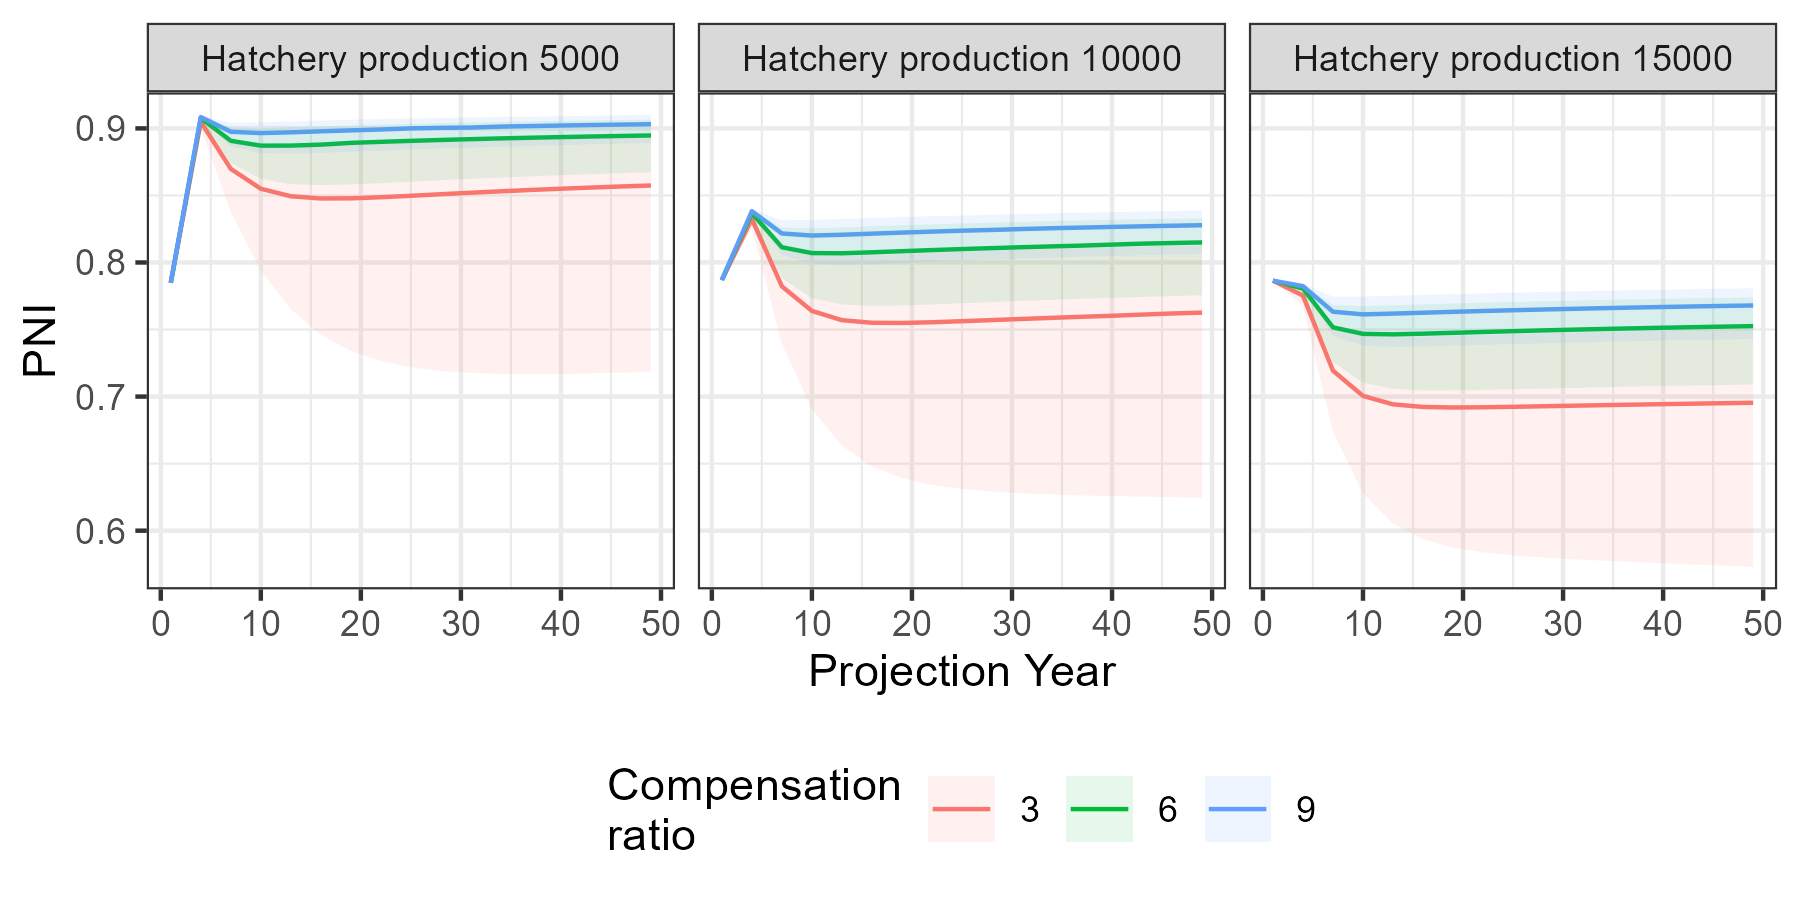 Hatchery production 5000 Hatchery production 10000 Hatchery production 15000
0.9
0.8
0.7
0.6
PNI
0 10 20 30 40 50 0 10 20 30 40 50 0 10 20 30 40 50
Projection Year
Compensation
ratio
3 6 9